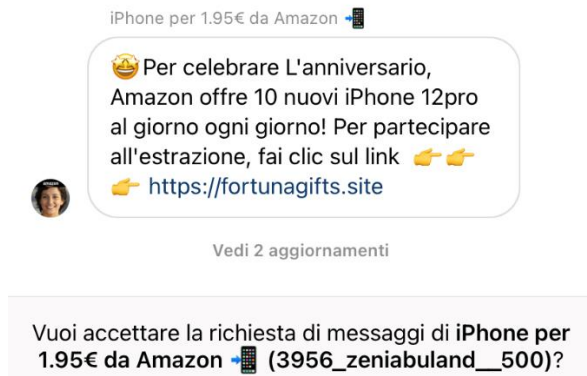 iPhone per 1.95€ da Amazon 📲
🤩Per celebrare L'anniversario,
Amazon offre 10 nuovi iPhone 12pro
al giorno ogni giorno! Per partecipare
all'estrazione, fai clic sul link 👉👉
👉 https://fortunagifts.site
Vedi 2 aggiornamenti
Vuoi accettare la richiesta di messaggi di iPhone per
1.95€ da Amazon 📲 (3956_zeniabuland__500)?